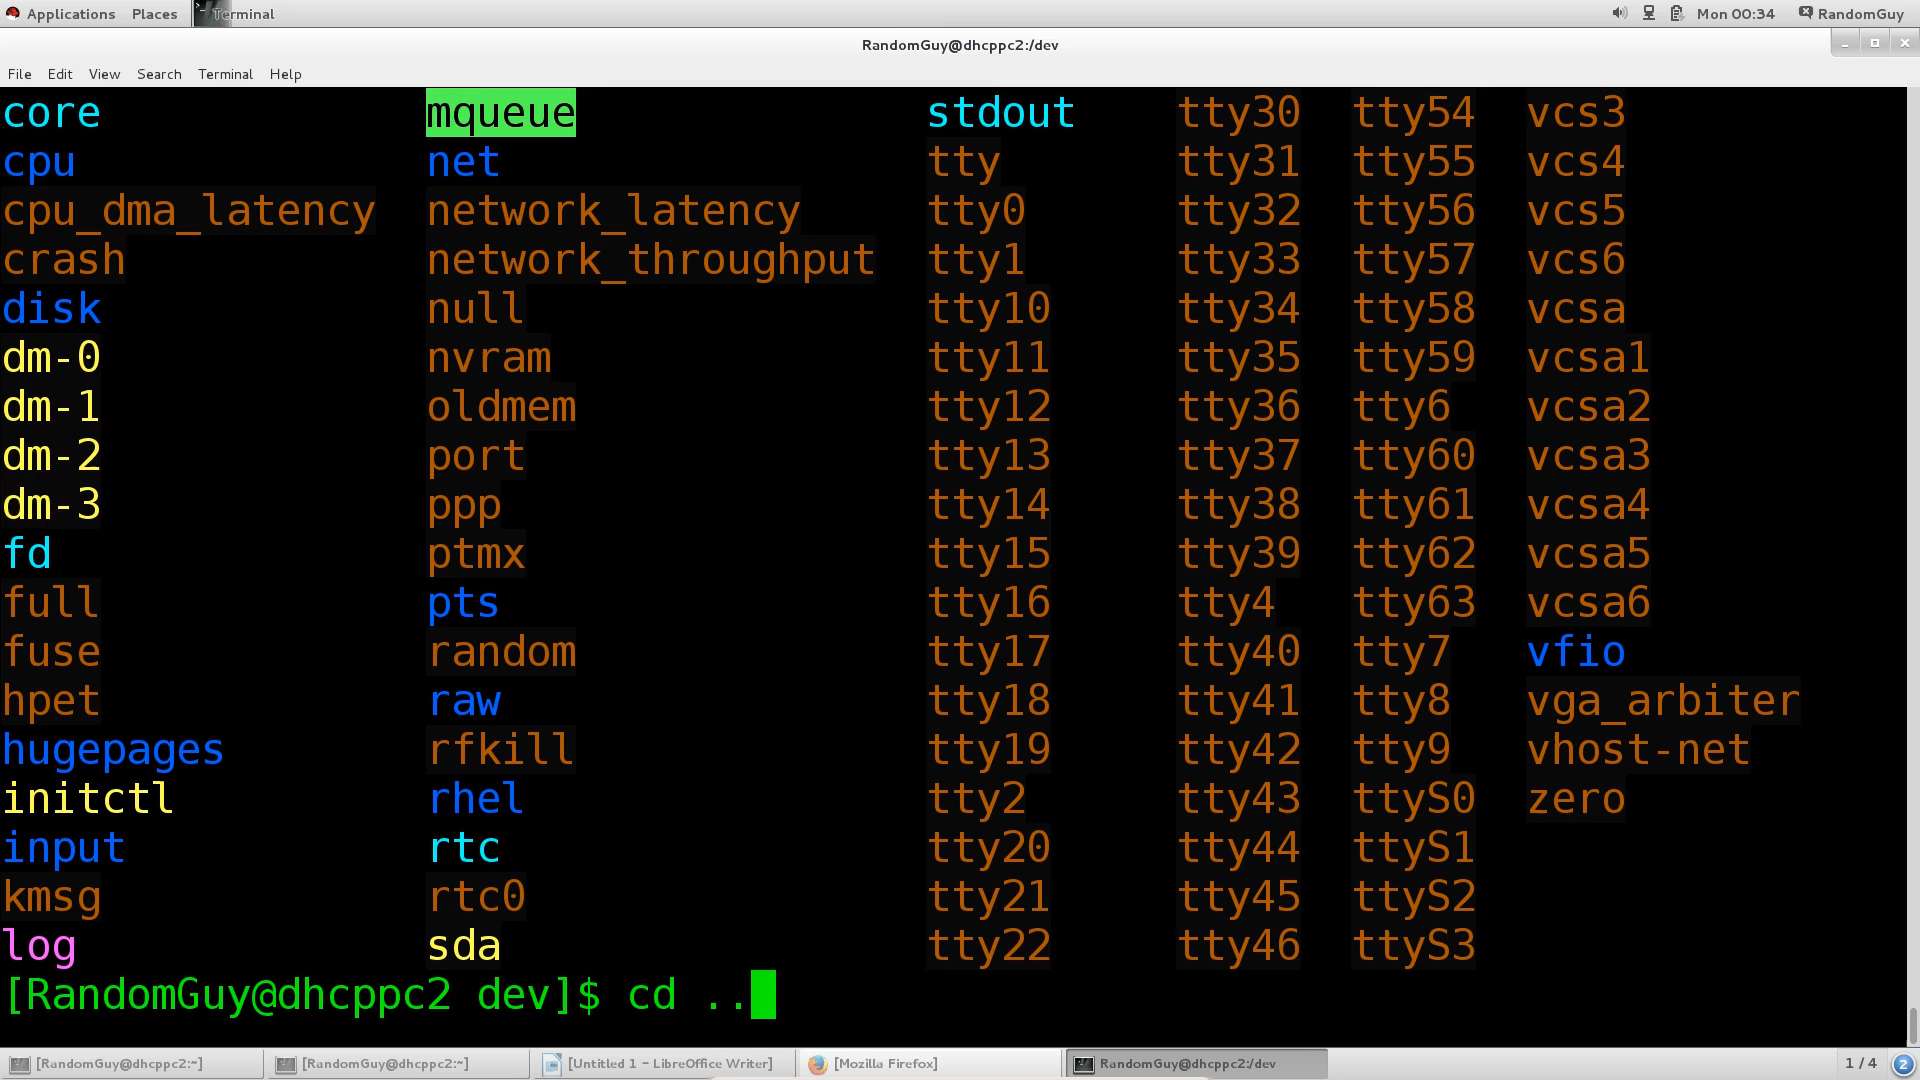 Applications Places Terminal Mon 00:34 RandomGuy
RandomGuy@dhcppc2:/dev
File Edit View Search Terminal Help
core mqueue stdout tty30 tty54 vcs3
cpu net tty tty31 tty55 vcs4
cpu_dma_latency network_latency tty0 tty32 tty56 vcs5
crash network_throughput tty1 tty33 tty57 vcs6
disk null tty10 tty34 tty58 vcsa
dm-0 nvram tty11 tty35 tty59 vcsa1
dm-1 oldmem tty12 tty36 tty6 vcsa2
dm-2 port tty13 tty37 tty60 vcsa3
dm-3 ppp tty14 tty38 tty61 vcsa4
fd ptmx tty15 tty39 tty62 vcsa5
full pts tty16 tty4 tty63 vcsa6
fuse random tty17 tty40 tty7 vfio
hpet raw tty18 tty41 tty8 vga_arbiter
hugepages rfkill tty19 tty42 tty9 vhost-net
initctl rhel tty2 tty43 ttyS0 zero
input rtc tty20 tty44 ttyS1
kmsg rtc0 tty21 tty45 ttyS2
log sda tty22 tty46 ttyS3
[RandomGuy@dhcppc2 dev]$ cd ..
[RandomGuy@dhcppc2:~] [RandomGuy@dhcppc2:~] [Untitled 1 - LibreOffice Writer] [Mozilla Firefox] RandomGuy@dhcppc2:/dev 1 / 4 2